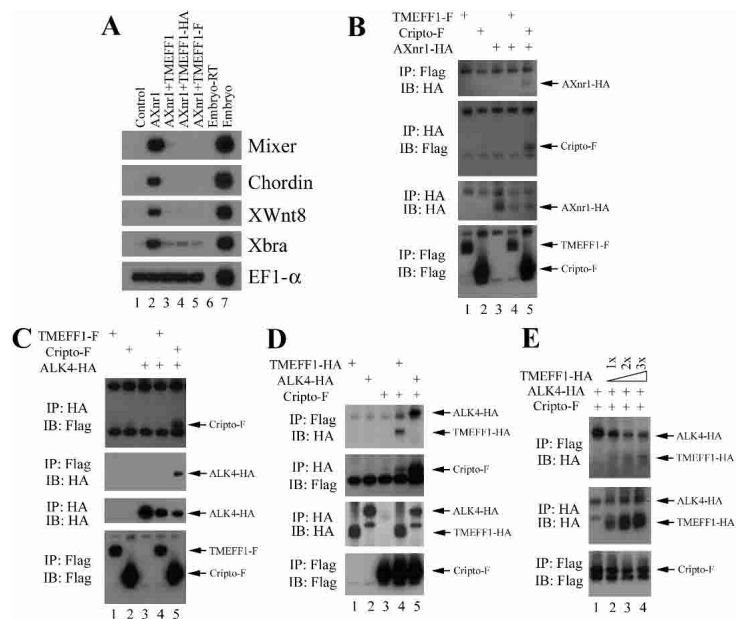 A
Control
AXnr1
AXnr1+TMEFF1
AXnr1+TMEFF1-HA
AXnr1+TMEFF1-F
Embryo-RT
Embryo
Mixer
Chordin
XWnt8
Xbra
EF1-α
1 2 3 4 5 6 7
B
TMEFF1-F + +
Cripto-F + +
AXnr1-HA + + +
IP: Flag
IB: HA
AXnr1-HA
IP: HA
IB: Flag
Cripto-F
IP: HA
IB: HA
AXnr1-HA
IP: Flag
IB: Flag
TMEFF1-F
Cripto-F
1 2 3 4 5
C
TMEFF1-F + +
Cripto-F + +
ALK4-HA + + +
IP: HA
IB: Flag
Cripto-F
IP: Flag
IB: HA
ALK4-HA
IP: HA
IB: HA
ALK4-HA
IP: Flag
IB: Flag
TMEFF1-F
Cripto-F
1 2 3 4 5
D
TMEFF1-HA + +
ALK4-HA + +
Cripto-F + + +
IP: Flag
IB: HA
ALK4-HA
TMEFF1-HA
IP: HA
IB: Flag
Cripto-F
IP: HA
IB: HA
ALK4-HA
TMEFF1-HA
IP: Flag
IB: Flag
Cripto-F
1 2 3 4 5
E
1x 2x 3x
TMEFF1-HA
ALK4-HA + + + +
Cripto-F + + + +
IP: Flag
IB: HA
ALK4-HA
TMEFF1-HA
IP: HA
IB: HA
ALK4-HA
TMEFF1-HA
IP: Flag
IB: Flag
Cripto-F
1 2 3 4